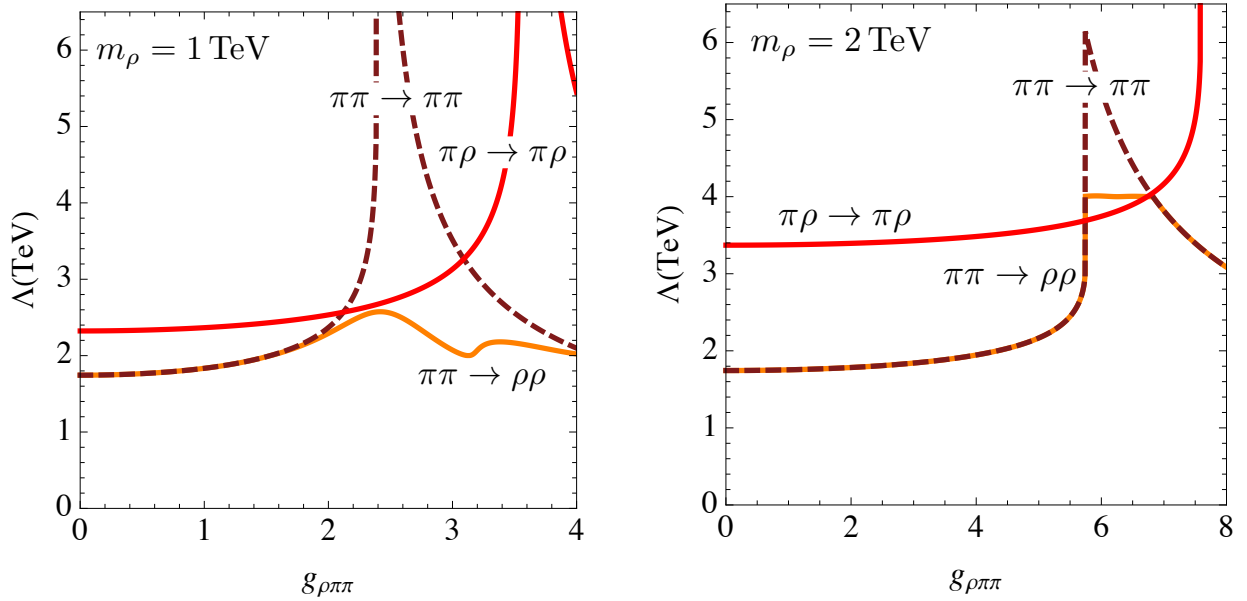 m_ρ = 1 TeV
ππ → ππ
πρ → πρ
ππ → ρρ
Λ(TeV)
6
5
4
3
2
1
0
0 1 2 3 4
g_ρππ
m_ρ = 2 TeV
ππ → ππ
πρ → πρ
ππ → ρρ
Λ(TeV)
6
5
4
3
2
1
0
0 2 4 6 8
g_ρππ